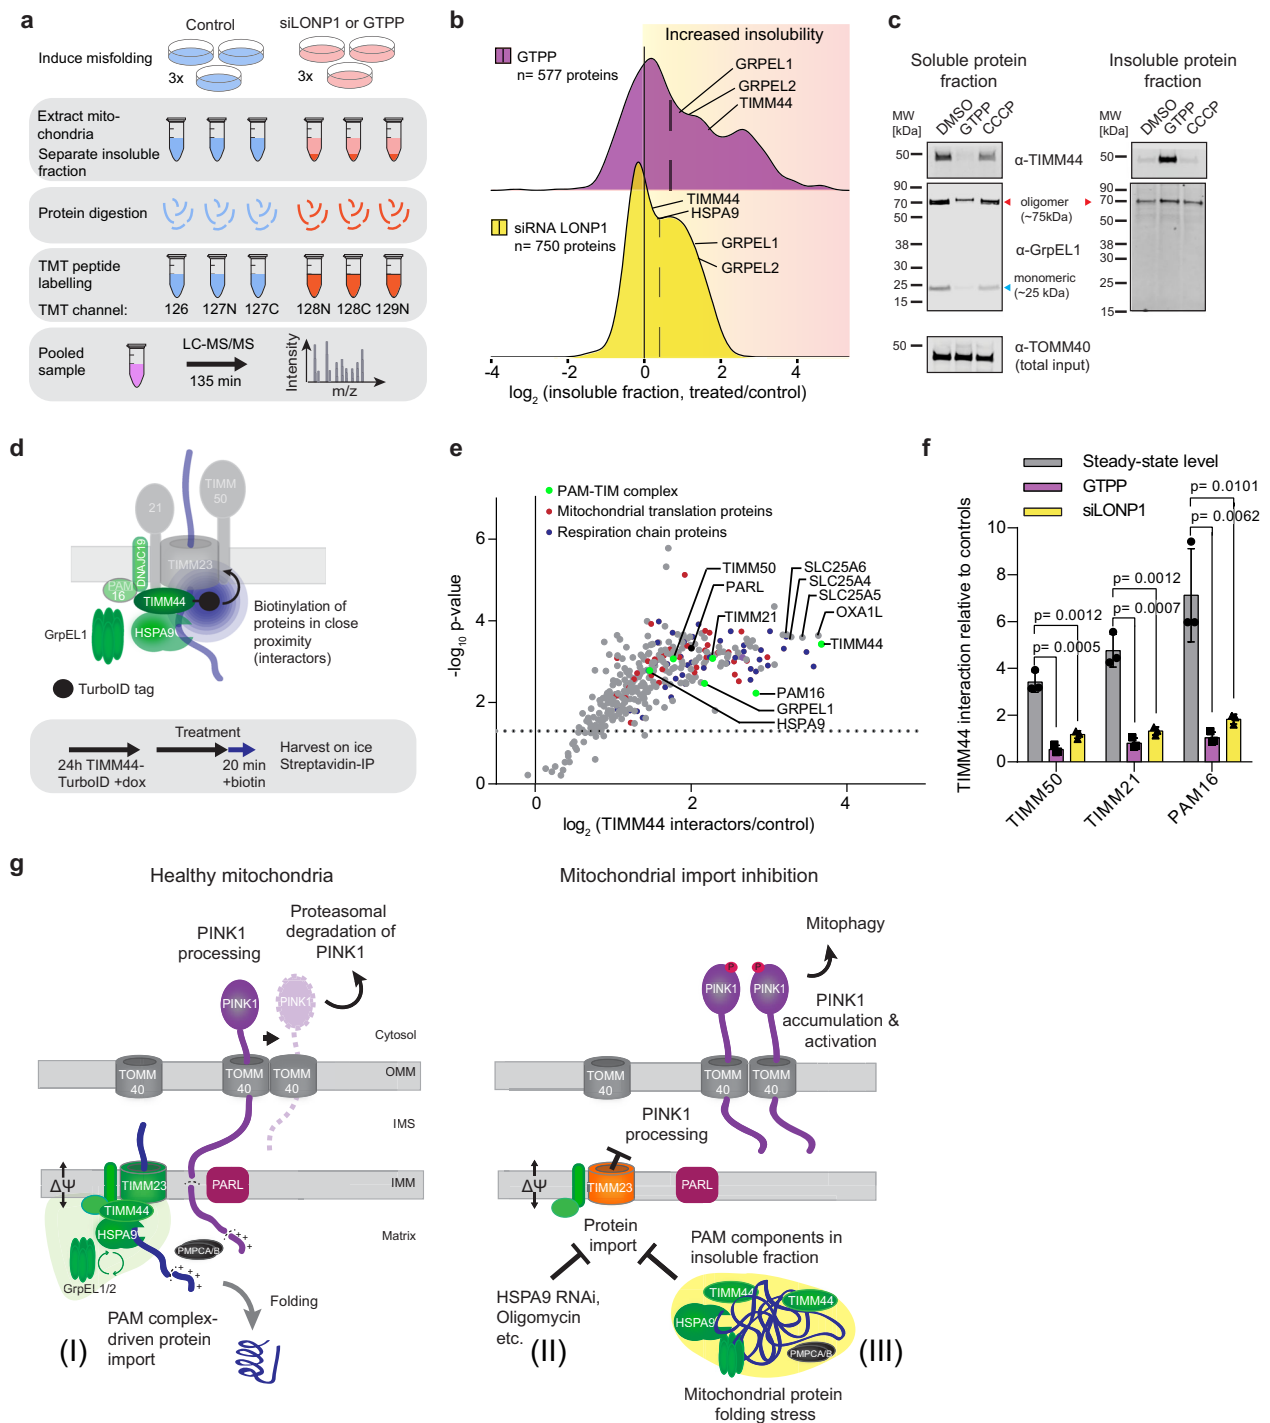 a
Control
siLONP1 or GTPP
Induce misfolding
3x
3x
Extract mito-
chondria
Separate insoluble
fraction
Protein digestion
TMT peptide
labelling
TMT channel:
126
127N
127C
128N
128C
129N
Pooled
sample
LC-MS/MS
135 min
Intensity
m/z
b
Increased insolubility
GTPP
n= 577 proteins
GRPEL1
GRPEL2
TIMM44
siRNA LONP1
n= 750 proteins
TIMM44
HSPA9
GRPEL1
GRPEL2
-4
-2
0
2
4
log2 (insoluble fraction, treated/control)
c
Soluble protein
fraction
Insoluble protein
fraction
MW
[kDa]
DMSO
GTPP
CCCP
MW
[kDa]
DMSO
GTPP
CCCP
50
α-TIMM44
50
90
70
50
38
30
25
15
oligomer
(~75kDa)
α-GrpEL1
monomeric
(~25 kDa)
90
70
50
38
30
25
15
50
α-TOMM40
(total input)
d
TIMM
50
21
DNAJC19
TIMM23
PAM
16
TIMM44
GrpEL1
HSPA9
Biotinylation of
proteins in close
proximity
(interactors)
TurboID tag
Treatment
24h TIMM44-
TurboID +dox
20 min
+biotin
Harvest on ice
Streptavidin-IP
e
PAM-TIM complex
Mitochondrial translation proteins
Respiration chain proteins
-log10 p-value
6
4
2
0
TIMM50
PARL
TIMM21
SLC25A6
SLC25A4
SLC25A5
OXA1L
TIMM44
PAM16
GRPEL1
HSPA9
0
2
4
log2 (TIMM44 interactors/control)
f
Steady-state level
GTPP
siLONP1
TIMM44 interaction relative to controls
10
8
6
4
2
0
p= 0.0101
p= 0.0062
p= 0.0012
p= 0.0007
p= 0.0012
p= 0.0005
TIMM50
TIMM21
PAM16
g
Healthy mitochondria
PINK1
processing
Proteasomal
degradation of
PINK1
PINK1
PINK1
Cytosol
TOMM
40
TOMM
40
TOMM
40
OMM
IMS
ΔΨ
TIMM23
PARL
IMM
TIMM44
HSPA9
PMPCA/B
Matrix
GrpEL1/2
Folding
PAM complex-
driven protein
import
(I)
Mitochondrial import inhibition
Mitophagy
P
P
PINK1
PINK1
PINK1
accumulation &
activation
TOMM
40
TOMM
40
TOMM
40
PINK1
processing
ΔΨ
TIMM23
PARL
Protein
import
PAM components in
insoluble fraction
HSPA9 RNAi,
Oligomycin
etc.
(II)
TIMM44
TIMM44
HSPA9
PMPCA/B
(III)
Mitochondrial protein
folding stress